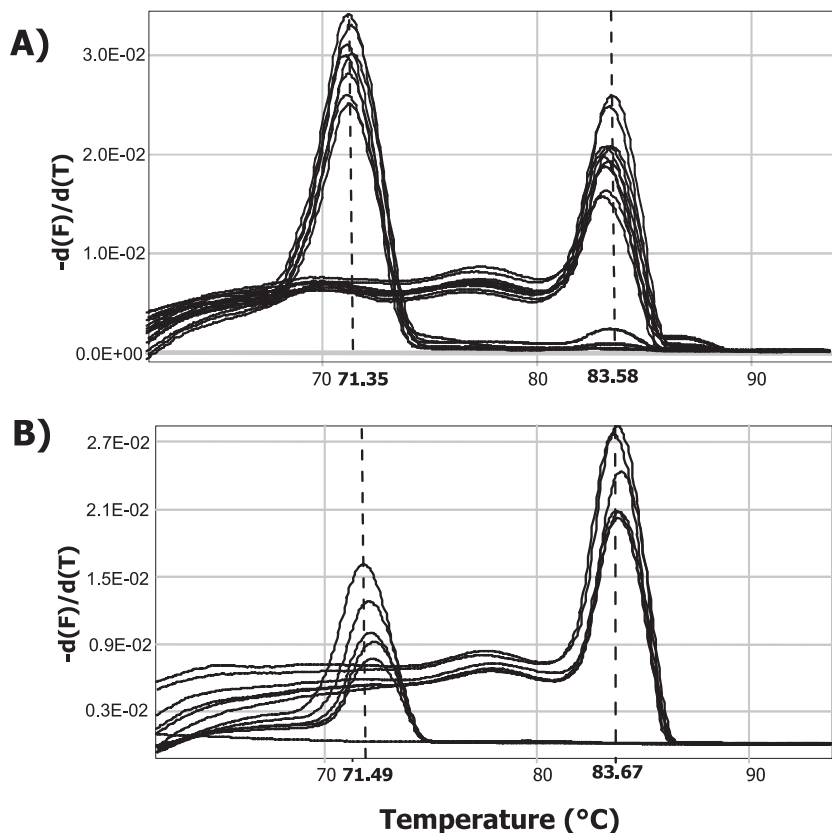 A)
-d(F)/d(T)
3.0E-02
2.0E-02
1.0E-02
0.0E+00
70 71.35 80 83.58 90
B)
-d(F)/d(T)
2.7E-02
2.1E-02
1.5E-02
0.9E-02
0.3E-02
70 71.49 80 83.67 90
Temperature (°C)